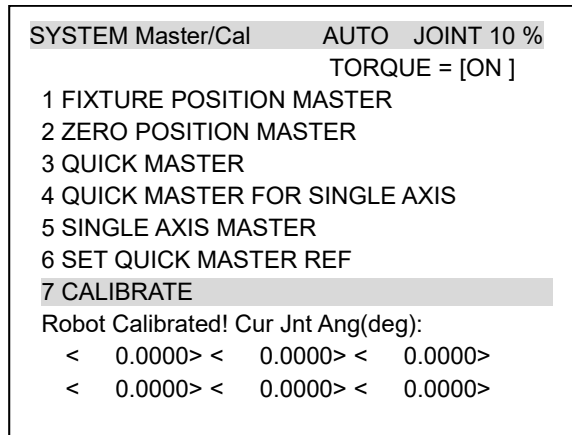 SYSTEM Master/Cal AUTO JOINT 10 %
TORQUE = [ON ]
1 FIXTURE POSITION MASTER
2 ZERO POSITION MASTER
3 QUICK MASTER
4 QUICK MASTER FOR SINGLE AXIS
5 SINGLE AXIS MASTER
6 SET QUICK MASTER REF
7 CALIBRATE
Robot Calibrated! Cur Jnt Ang(deg):
< 0.0000> < 0.0000> < 0.0000>
< 0.0000> < 0.0000> < 0.0000>